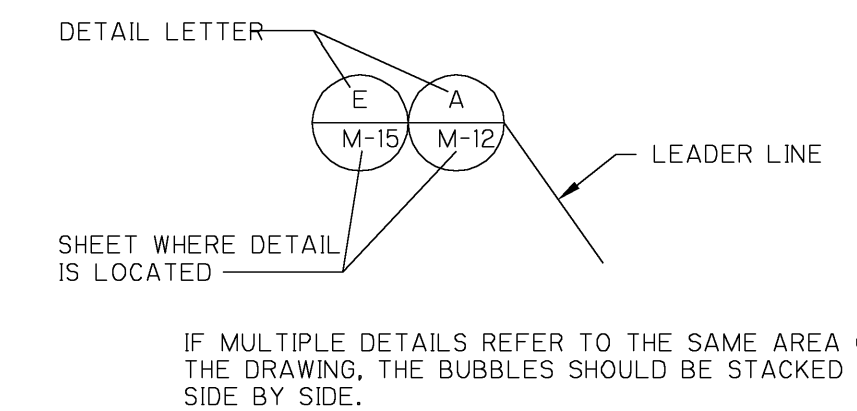 DETAIL LETTER
E A
M-15 M-12
LEADER LINE
SHEET WHERE DETAIL
IS LOCATED
IF MULTIPLE DETAILS REFER TO THE SAME AREA
THE DRAWING, THE BUBBLES SHOULD BE STACKED
SIDE BY SIDE.